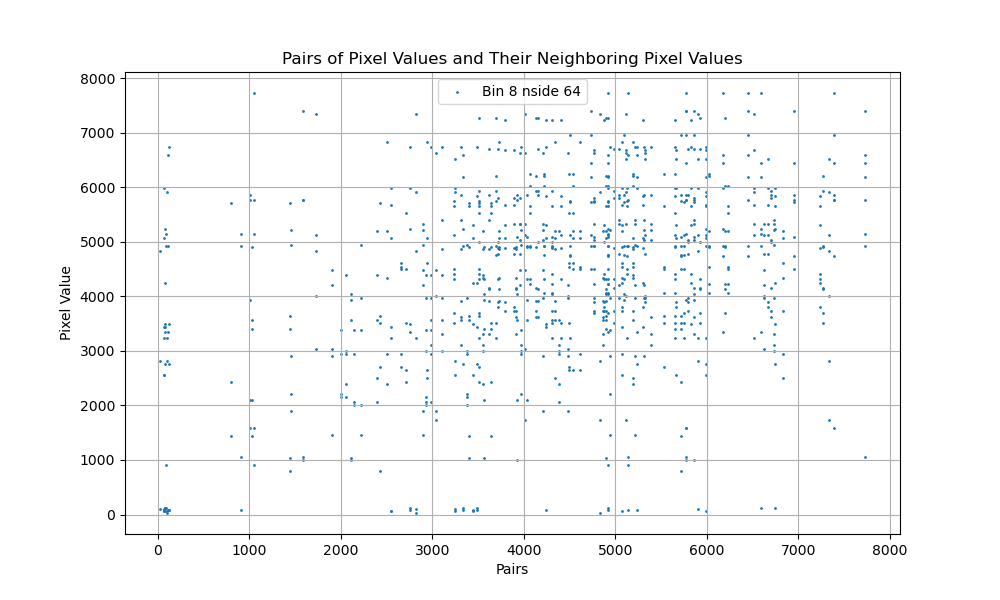 Pairs of Pixel Values and Their Neighboring Pixel Values
Bin 8 nside 64
8000
7000
6000
5000
4000
3000
2000
1000
0
Pixel Value
0 1000 2000 3000 4000 5000 6000 7000 8000
Pairs